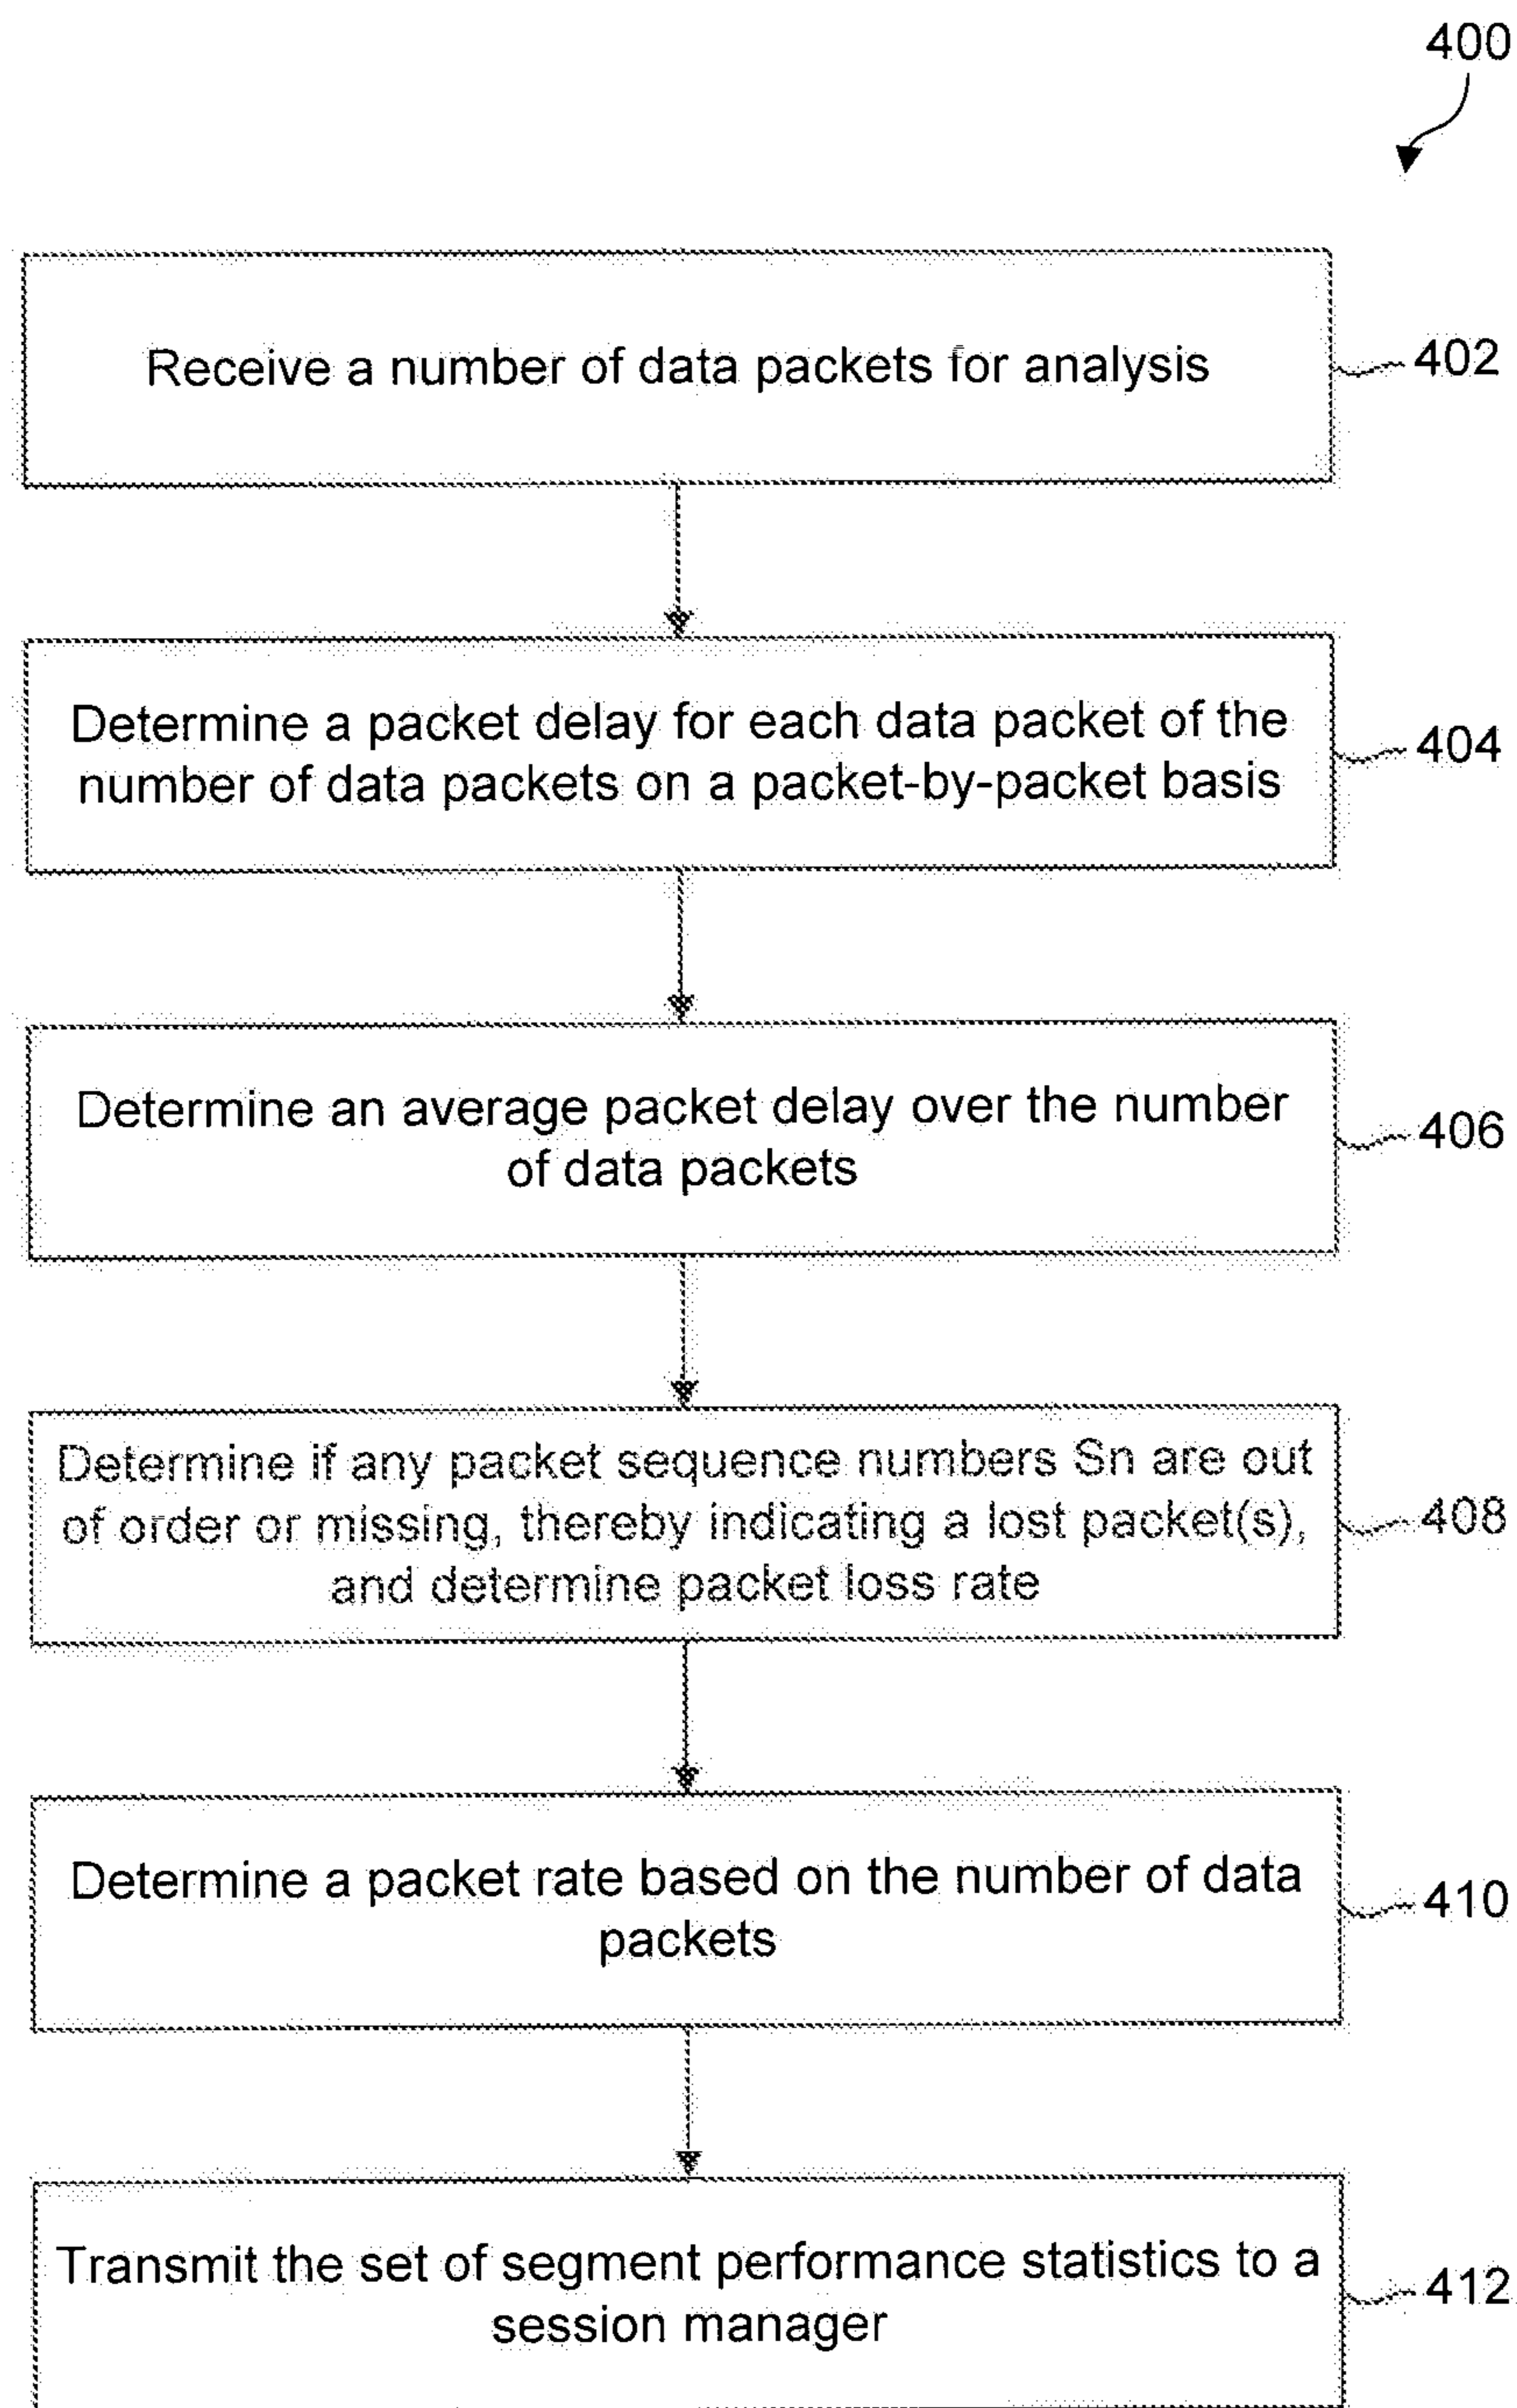 400
Receive a number of data packets for analysis
402
Determine a packet delay for each data packet of the
number of data packets on a packet-by-packet basis
404
Determine an average packet delay over the number
of data packets
406
Determine if any packet sequence numbers Sn are out
of order or missing, thereby indicating a lost packet(s),
and determine packet loss rate
408
Determine a packet rate based on the number of data
packets
410
Transmit the set of segment performance statistics to a
session manager
412